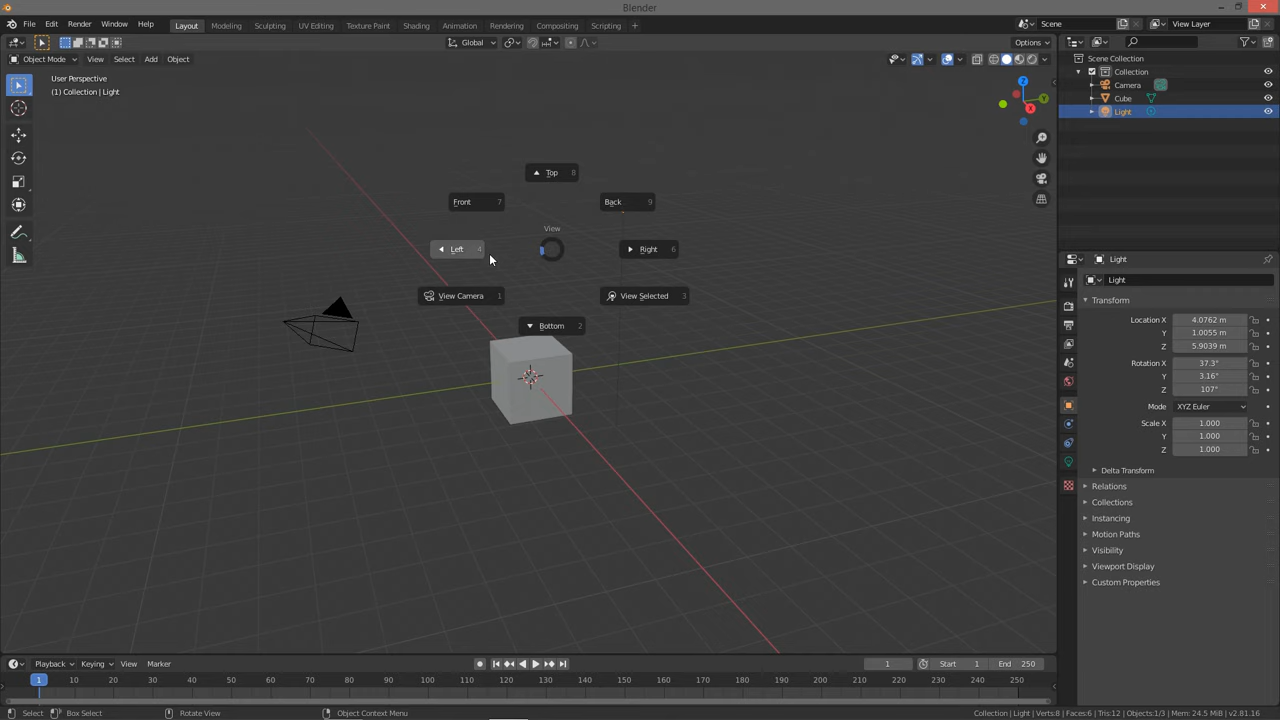 Blender
File Edit Render Window Help Layout Modeling Sculpting UV Editing Texture Paint Shading Animation Rendering Compositing Scripting + Scene View Layer
Global Options
Object Mode View Select Add Object
User Perspective
(1) Collection | Light
Z
Y
X
Top 8
Front 7
Back 9
View
Left 4
Right 6
View Camera 1
View Selected 3
Bottom 2
Scene Collection
Collection
Camera
Cube
Light
Light
Light
Transform
Location X 4.0762 m
Y 1.0055 m
Z 5.9039 m
Rotation X 37.3°
Y 3.16°
Z 107°
Mode XYZ Euler
Scale X 1.000
Y 1.000
Z 1.000
Delta Transform
Relations
Collections
Instancing
Motion Paths
Visibility
Viewport Display
Custom Properties
Playback Keying View Marker 1 Start 1 End 250
1 10 20 30 40 50 60 70 80 90 100 110 120 130 140 150 160 170 180 190 200 210 220 230 240 250
Select Box Select Rotate View Object Context Menu Collection | Light | Verts:8 | Faces:6 | Tris:12 | Objects:1/3 | Mem: 24.5 MiB | v2.81.16